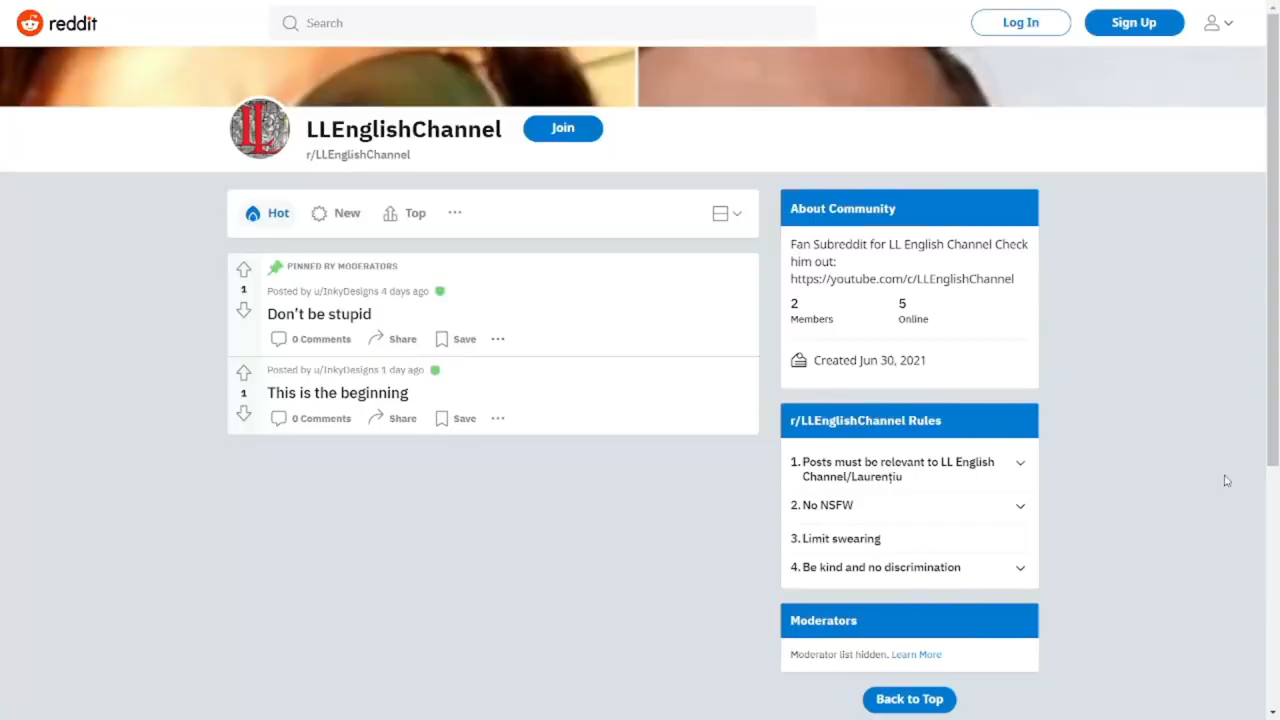 reddit
Search
Log In
Sign Up
LL
LLEnglishChannel
Join
r/LLEnglishChannel
Hot
New
Top
PINNED BY MODERATORS
1
Posted by u/InkyDesigns 4 days ago
Don't be stupid
0 Comments
Share
Save
Posted by u/InkyDesigns 1 day ago
1
This is the beginning
0 Comments
Share
Save
About Community
Fan Subreddit for LL English Channel Check
him out:
https://youtube.com/c/LLEnglishChannel
2
5
Members
Online
Created Jun 30, 2021
r/LLEnglishChannel Rules
1. Posts must be relevant to LL English
Channel/Laurențiu
2. No NSFW
3. Limit swearing
4. Be kind and no discrimination
Moderators
Moderator list hidden. Learn More
Back to Top